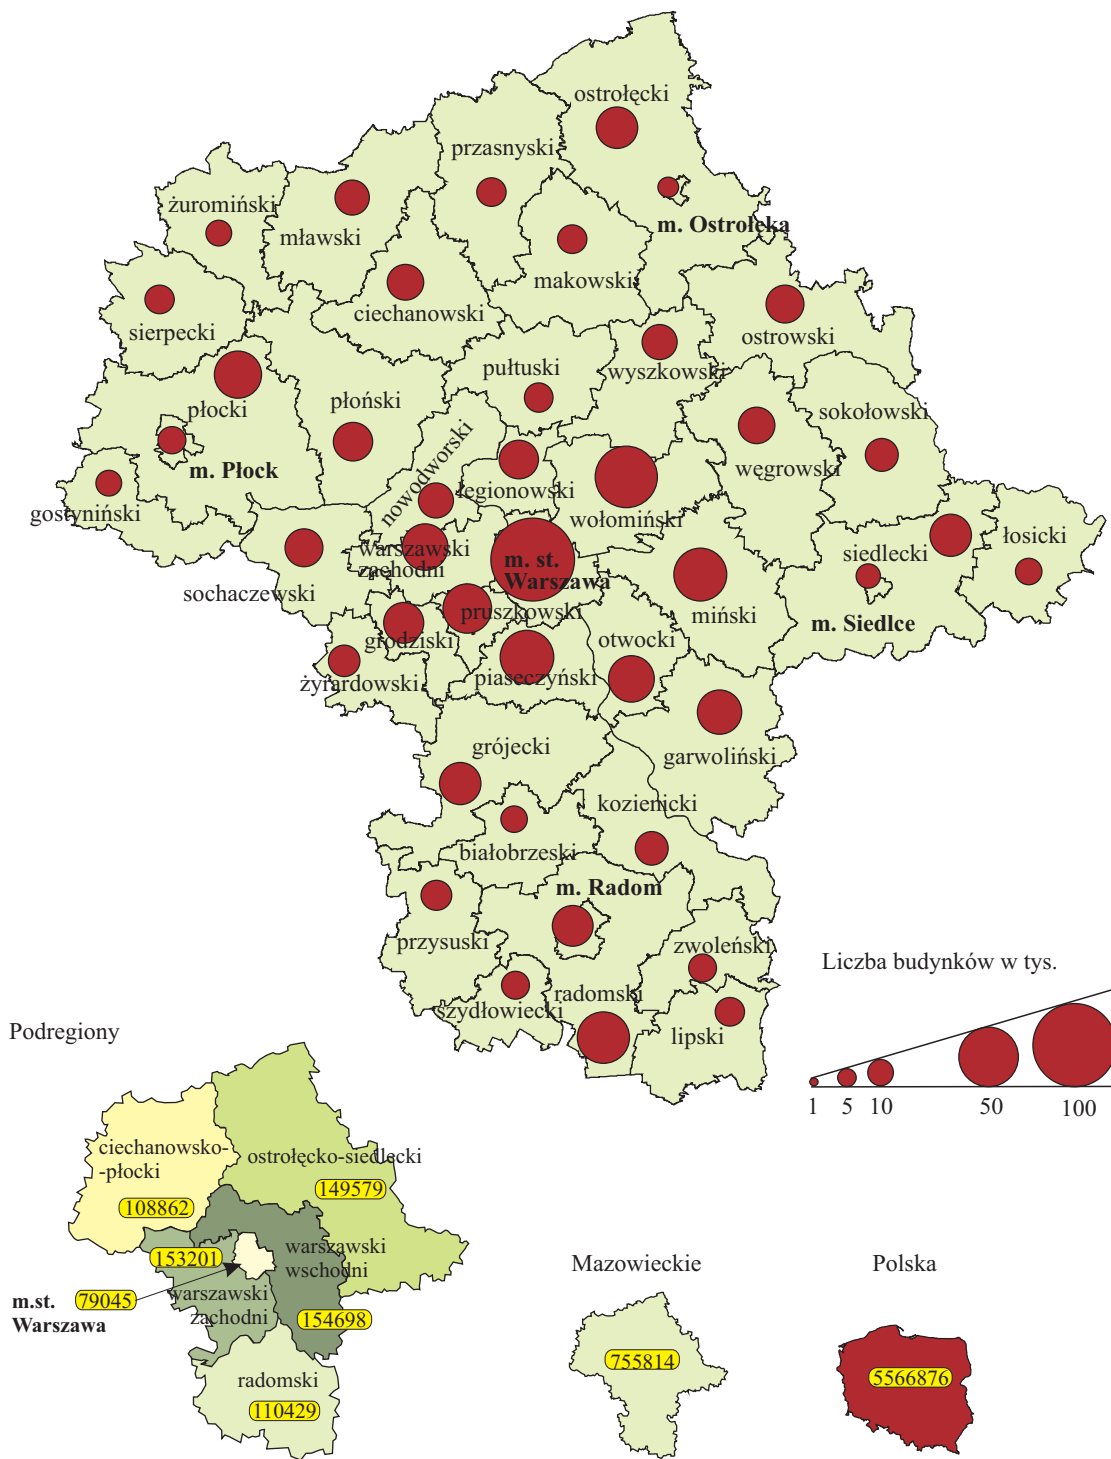 ostrołęcki
przasnyski
żuromiński
m. Ostrołęka
mławski
makowski
ciechanowski
sierpecki
ostrowski
pułtuski
wyszkowski
płoński
płocki
sokołowski
nowodworski
węgrowski
m. Płock
legionowski
gostyniński
wołomiński
łosicki
warszawski
zachodni
siedlecki
m. st.
Warszawa
sochaczewski
pruszkowski
miński
m. Siedlce
grodziski
otwocki
piaseczyński
żyrardowski
grójecki
garwoliński
kozienicki
białobrzeski
m. Radom
przysuski
zwoleński
Liczba budynków w tys.
szydłowiecki
radomski
lipski
1 5 10 50 100
Podregiony
ciechanowsko-
-płocki
108862
ostrołęcko-siedlecki
149579
153201
warszawski
wschodni
154698
m.st.
Warszawa
79045
warszawski
zachodni
radomski
110429
Mazowieckie
755814
Polska
5566876